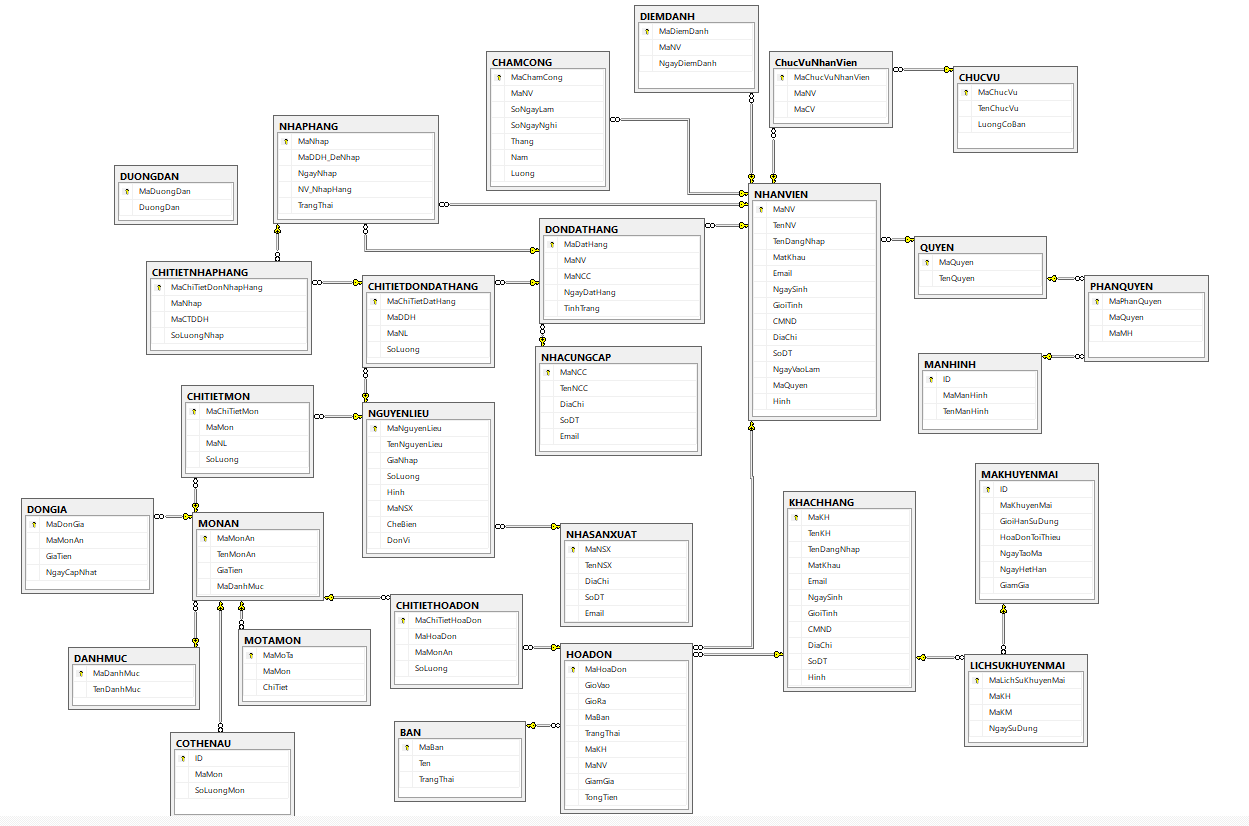 DIEMDANH
MaDiemDanh
MaNV
NgayDiemDanh
CHAMCONG
MaChamCong
MaNV
SoNgayLam
SoNgayNghi
Thang
Nam
Luong
ChucVuNhanVien
MaChucVuNhanVien
MaNV
MaCV
CHUCVU
MaChucVu
TenChucVu
LuongCoBan
NHAPHANG
MaNhap
MaDDH_DeNhap
NgayNhap
NV_NhapHang
TrangThai
DUONGDAN
MaDuongDan
DuongDan
NHANVIEN
MaNV
TenNV
TenDangNhap
MatKhau
Email
NgaySinh
GioiTinh
CMND
DiaChi
SoDT
NgayVaoLam
MaQuyen
Hinh
DONDATHANG
MaDatHang
MaNV
MaNCC
NgayDatHang
TinhTrang
QUYEN
MaQuyen
TenQuyen
CHITIETNHAPHANG
MaChiTietDonNhapHang
MaNhap
MaCTDDH
SoLuongNhap
CHITIETDONDATHANG
MaChiTietDatHang
MaDDH
MaNL
SoLuong
PHANQUYEN
MaPhanQuyen
MaQuyen
MaMH
NHACUNGCAP
MaNCC
TenNCC
DiaChi
SoDT
Email
MANHINH
ID
MaManHinh
TenManHinh
CHITIETMON
MaChiTietMon
MaMon
MaNL
SoLuong
NGUYENLIEU
MaNguyenLieu
TenNguyenLieu
GiaNhap
SoLuong
Hinh
MaNSX
CheBien
DonVi
MAKHUYENMAI
ID
MaKhuyenMai
GioiHanSuDung
HoaDonToiThieu
NgayTaoMa
NgayHetHan
GiamGia
KHACHHANG
MaKH
TenKH
TenDangNhap
MatKhau
Email
NgaySinh
GioiTinh
CMND
DiaChi
SoDT
Hinh
DONGIA
MaDonGia
MaMonAn
GiaTien
NgayCapNhat
MONAN
MaMonAn
TenMonAn
GiaTien
MaDanhMuc
NHASANXUAT
MaNSX
TenNSX
DiaChi
SoDT
Email
CHITIETHOADON
MaChiTietHoaDon
MaHoaDon
MaMonAn
SoLuong
MOTAMON
MaMoTa
MaMon
ChiTiet
HOADON
MaHoaDon
GioVao
GioRa
MaBan
TrangThai
MaKH
MaNV
GiamGia
TongTien
DANHMUC
MaDanhMuc
TenDanhMuc
LICHSUKHUYENMAI
MaLichSuKhuyenMai
MaKH
MaKM
NgaySuDung
BAN
MaBan
Ten
TrangThai
COTHENAU
ID
MaMon
SoLuongMon